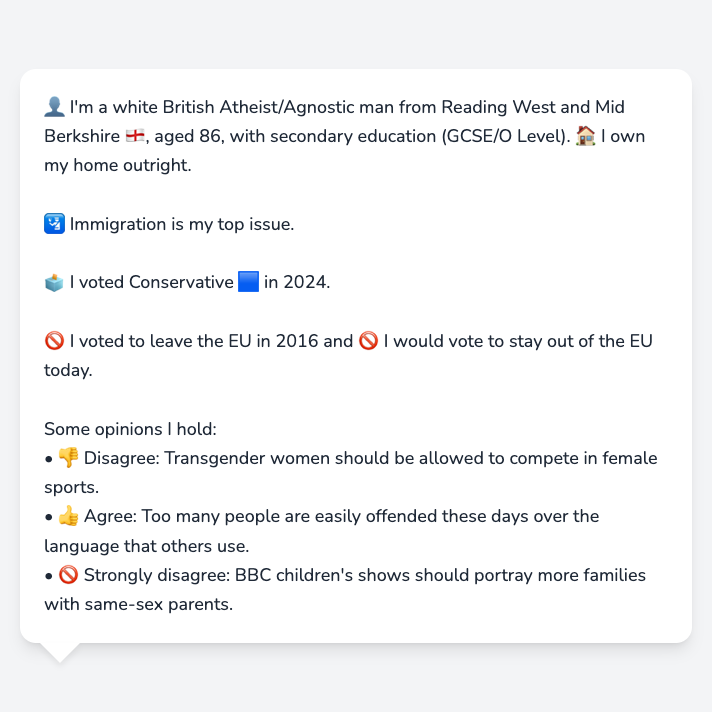 👤 I'm a white British Atheist/Agnostic man from Reading West and Mid
Berkshire 🏴󠁧󠁢󠁥󠁮󠁧󠁿, aged 86, with secondary education (GCSE/O Level). 🏠 I own
my home outright.
🛂 Immigration is my top issue.
🗳️ I voted Conservative 🟦 in 2024.
🚫 I voted to leave the EU in 2016 and 🚫 I would vote to stay out of the EU
today.
Some opinions I hold:
• 👎 Disagree: Transgender women should be allowed to compete in female
sports.
• 👍 Agree: Too many people are easily offended these days over the
language that others use.
• 🚫 Strongly disagree: BBC children's shows should portray more families
with same-sex parents.